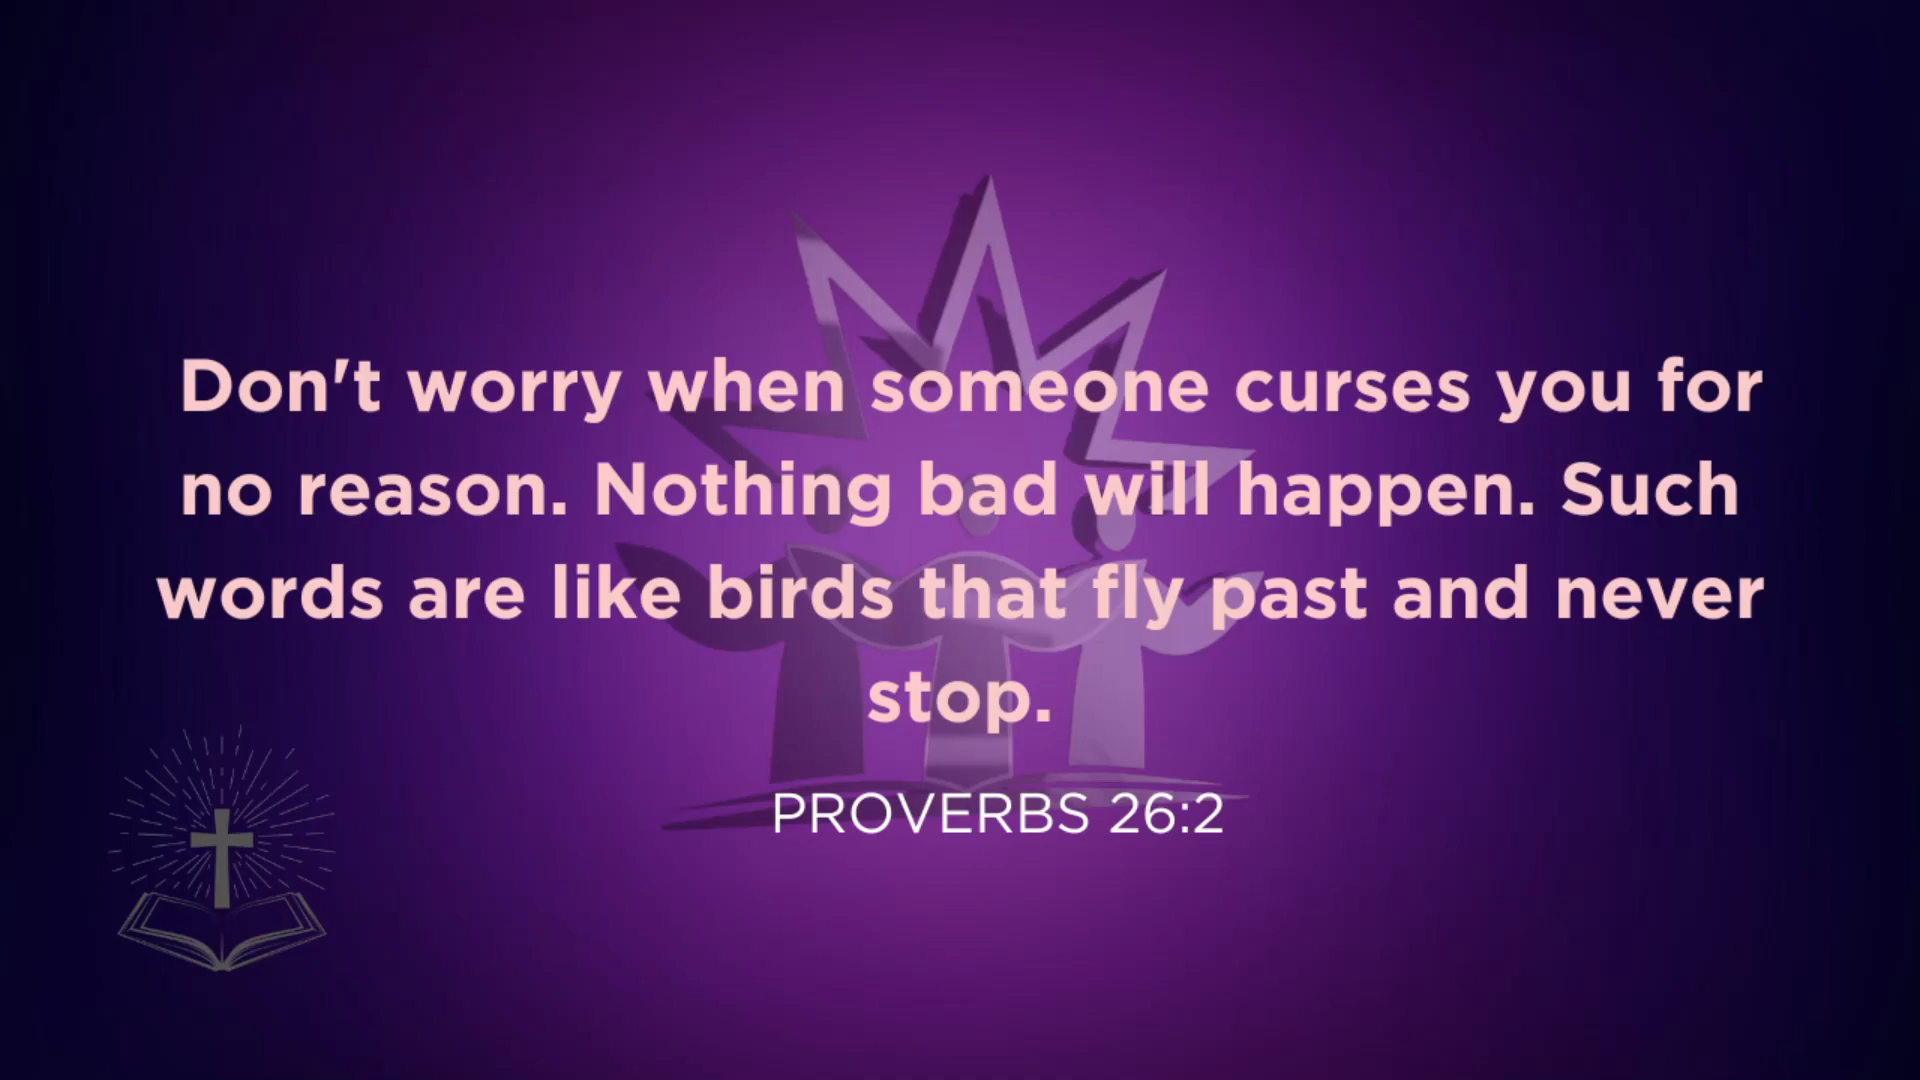 Don't worry when someone curses you for
no reason. Nothing bad will happen. Such
words are like birds that fly past and never
stop.
PROVERBS 26:2